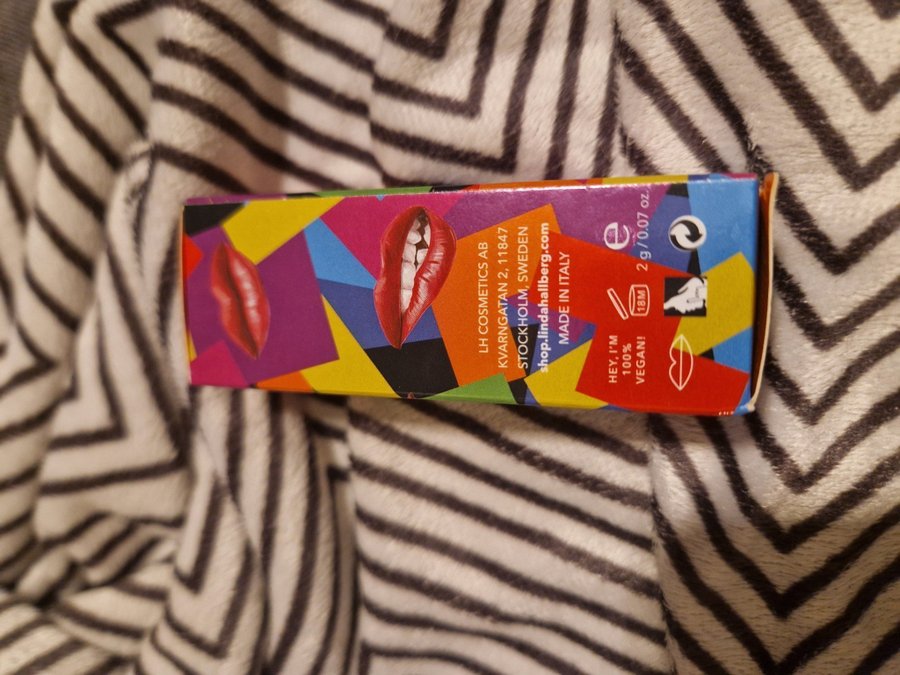 LH COSMETICS AB
KVARNGATAN 2, 11847
STOCKHOLM, SWEDEN
shop.lindahallberg.com
MADE IN ITALY
e
2 g / 0.07 oz.
18M
HEY, I'M
100%
VEGAN!